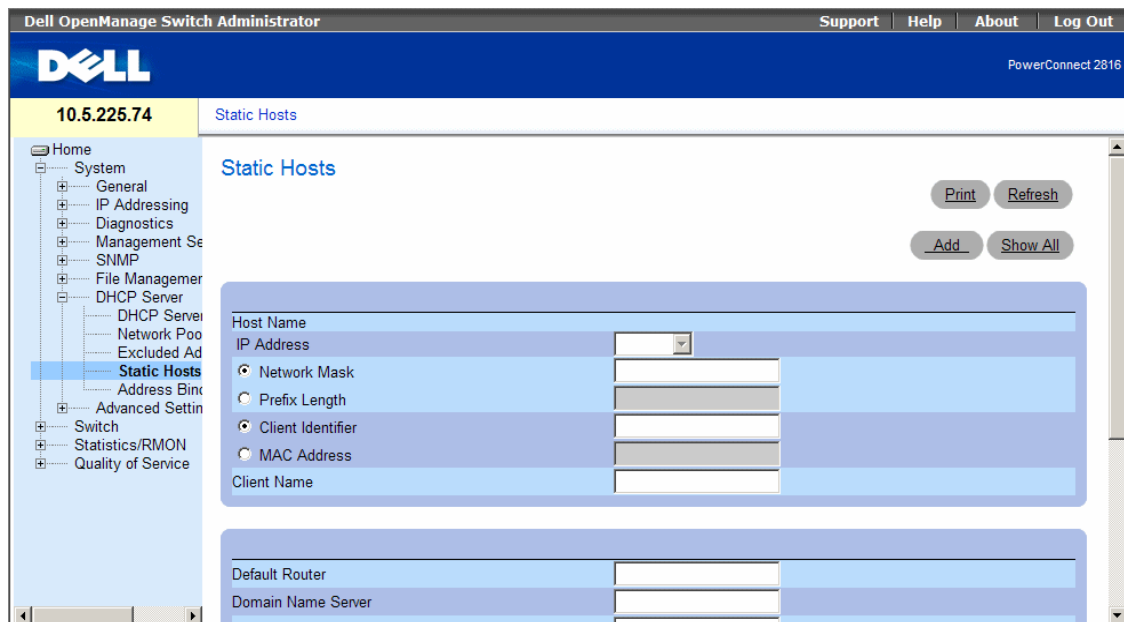 Dell OpenManage Switch Administrator
Support Help About Log Out
DELL
PowerConnect 2816
10.5.225.74
Static Hosts
Home
System
General
IP Addressing
Diagnostics
Management Se
SNMP
File Managemer
DHCP Server
DHCP Server
Network Poo
Excluded Ad
Static Hosts
Address Bind
Advanced Settin
Switch
Statistics/RMON
Quality of Service
Static Hosts
Print Refresh
Add Show All
Host Name
IP Address
Network Mask
Prefix Length
Client Identifier
MAC Address
Client Name
Default Router
Domain Name Server